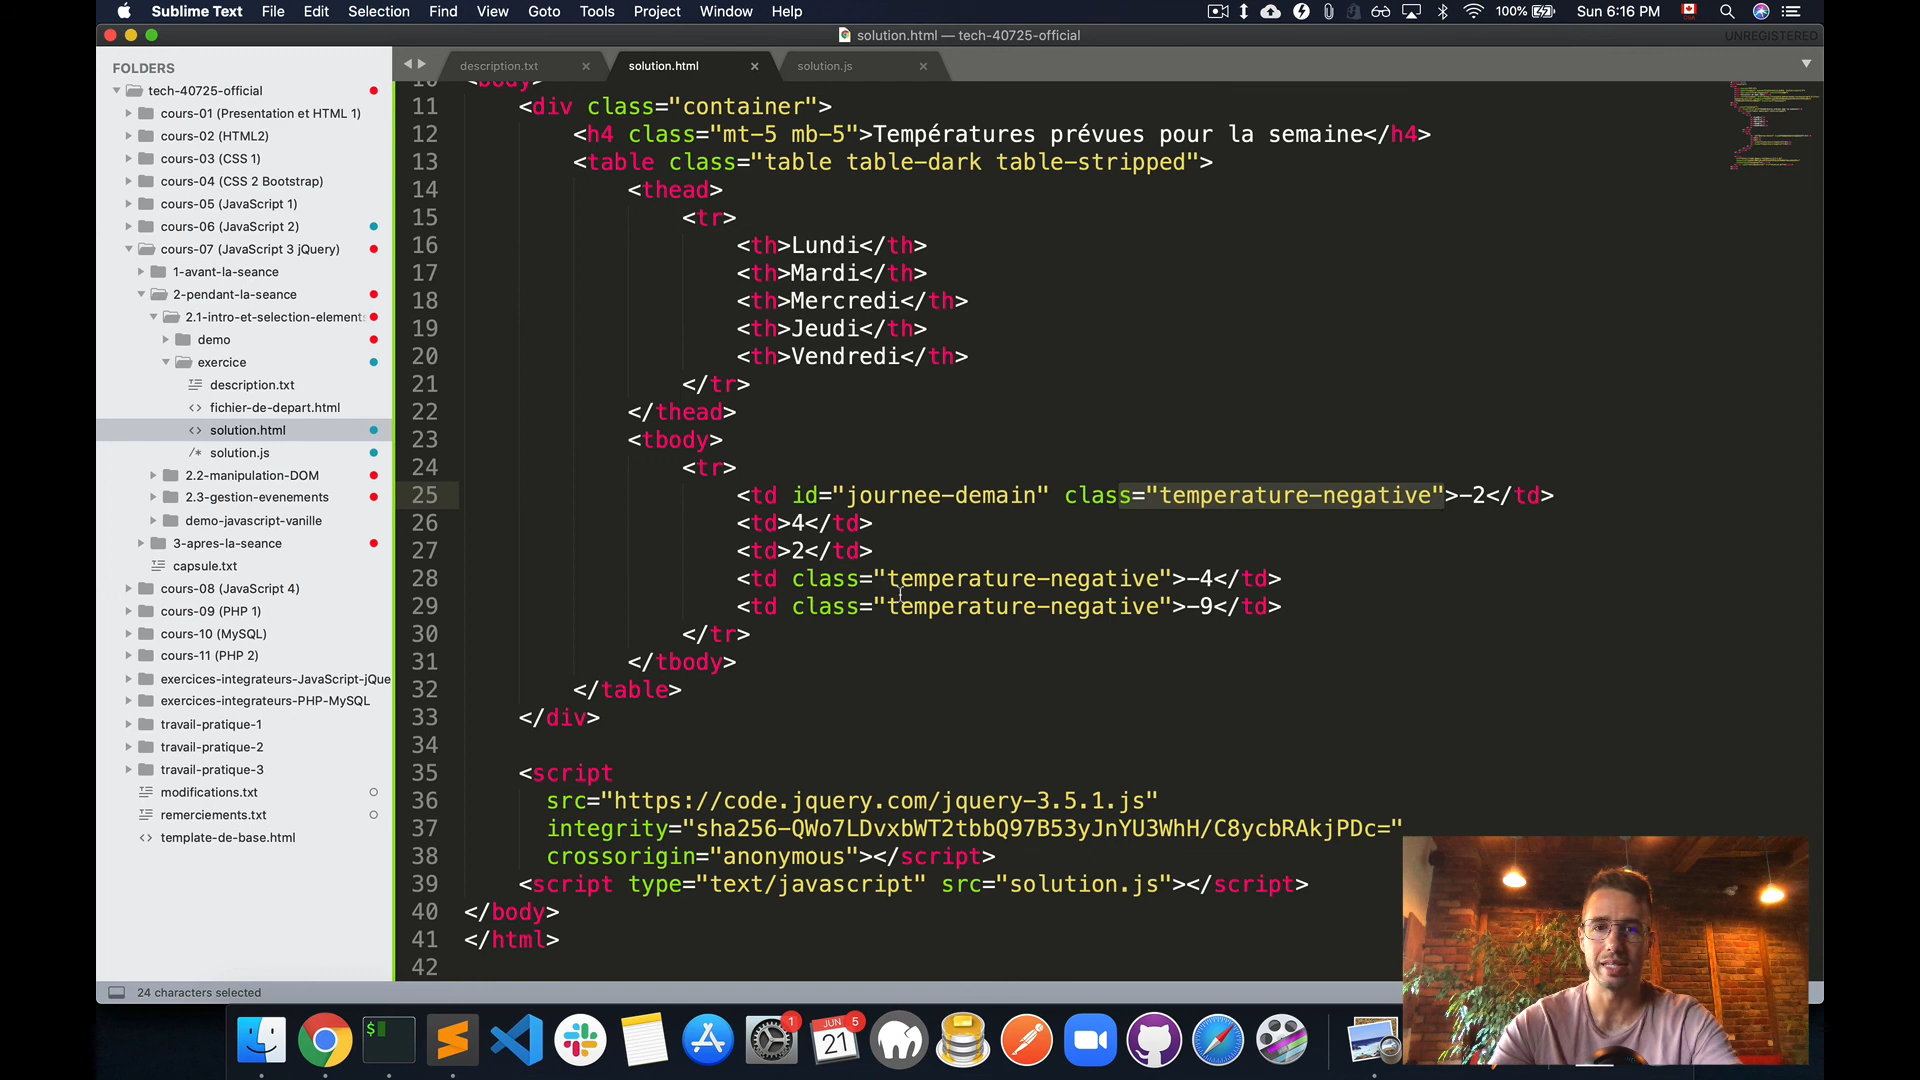 Sublime Text File Edit Selection Find View Goto Tools Project Window Help 100% Sun 6:16 PM
solution.html — tech-40725-official UNREGISTERED
FOLDERS
tech-40725-official
cours-01 (Presentation et HTML 1)
cours-02 (HTML2)
cours-03 (CSS 1)
cours-04 (CSS 2 Bootstrap)
cours-05 (JavaScript 1)
cours-06 (JavaScript 2)
cours-07 (JavaScript 3 jQuery)
1-avant-la-seance
2-pendant-la-seance
2.1-intro-et-selection-element
demo
exercice
description.txt
fichier-de-depart.html
solution.html
solution.js
2.2-manipulation-DOM
2.3-gestion-evenements
demo-javascript-vanille
3-apres-la-seance
capsule.txt
cours-08 (JavaScript 4)
cours-09 (PHP 1)
cours-10 (MySQL)
cours-11 (PHP 2)
exercices-integrateurs-JavaScript-jQue
exercices-integrateurs-PHP-MySQL
travail-pratique-1
travail-pratique-2
travail-pratique-3
modifications.txt
remerciements.txt
template-de-base.html
description.txt solution.html solution.js
10 <body>
11 <div class="container">
12 <h4 class="mt-5 mb-5">Températures prévues pour la semaine</h4>
13 <table class="table table-dark table-stripped">
14 <thead>
15 <tr>
16 <th>Lundi</th>
17 <th>Mardi</th>
18 <th>Mercredi</th>
19 <th>Jeudi</th>
20 <th>Vendredi</th>
21 </tr>
22 </thead>
23 <tbody>
24 <tr>
25 <td id="journee-demain" class="temperature-negative">-2</td>
26 <td>4</td>
27 <td>2</td>
28 <td class="temperature-negative">-4</td>
29 <td class="temperature-negative">-9</td>
30 </tr>
31 </tbody>
32 </table>
33 </div>
34
35 <script
36 src="https://code.jquery.com/jquery-3.5.1.js"
37 integrity="sha256-QWo7LDvxbWT2tbbQ97B53yJnYU3WhH/C8ycbRAkjPDc="
38 crossorigin="anonymous"></script>
39 <script type="text/javascript" src="solution.js"></script>
40 </body>
41 </html>
42
24 characters selected
$ 1 JUN 21 5